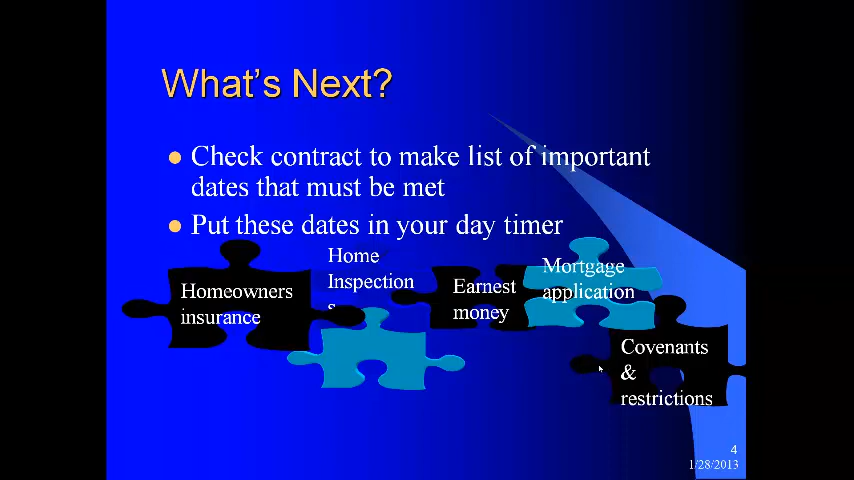 What's Next?
Check contract to make list of important
dates that must be met
Put these dates in your day timer
Home
Inspection
s
Homeowners
insurance
Earnest
money
Mortgage
application
Covenants
&
restrictions
4
1/28/2013